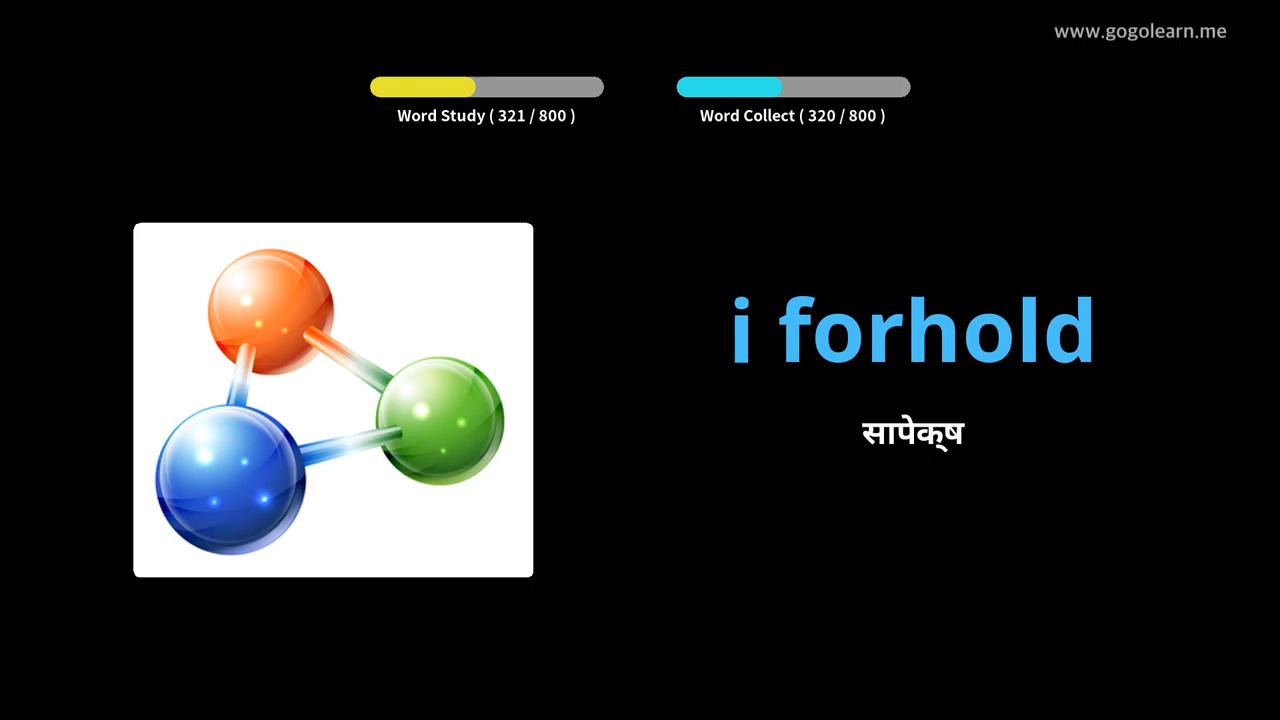 www.gogolearn.me
Word Study ( 321 / 800 )
Word Collect ( 320 / 800 )
i forhold
सापेक्ष